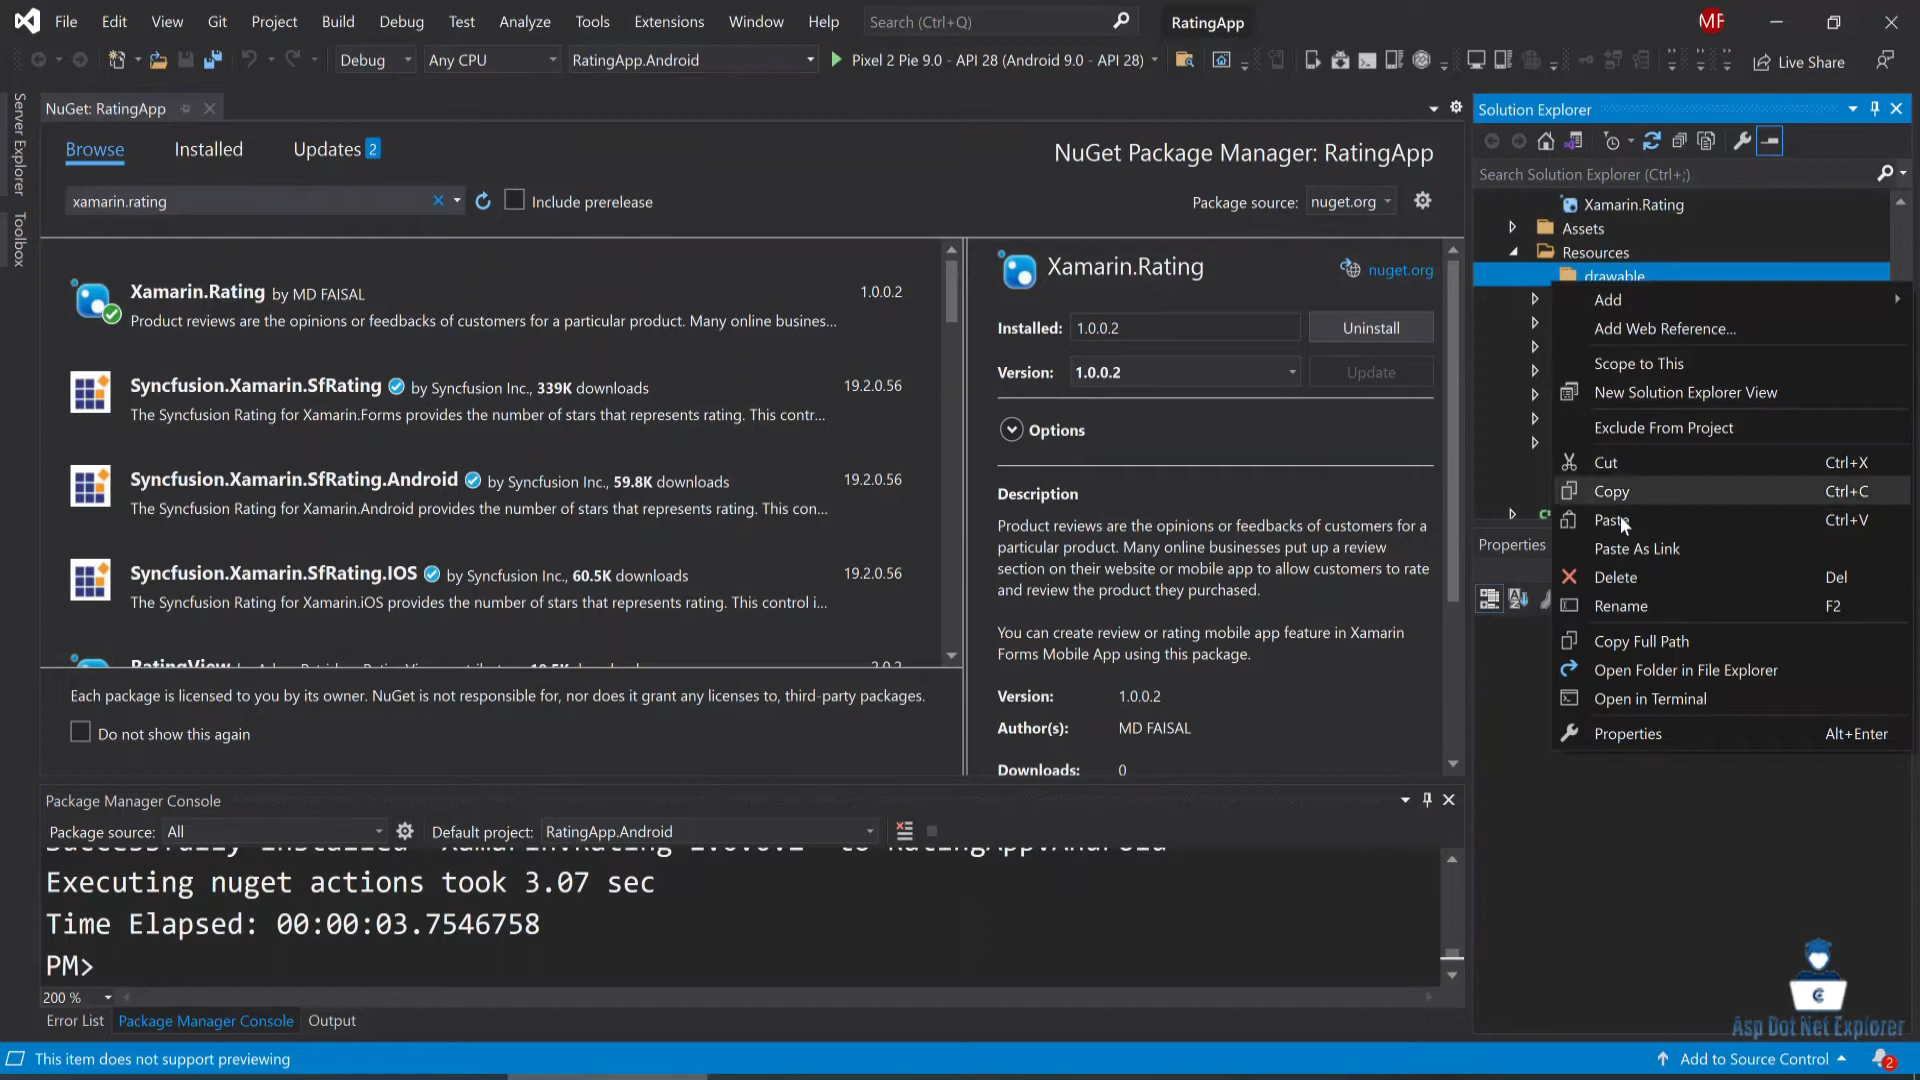 File Edit View Git Project Build Debug Test Analyze Tools Extensions Window Help Search (Ctrl+Q) RatingApp MF
Debug Any CPU RatingApp.Android Pixel 2 Pie 9.0 - API 28 (Android 9.0 - API 28) Live Share
Server Explorer
Toolbox
NuGet: RatingApp
Browse Installed Updates 2
NuGet Package Manager: RatingApp
xamarin.rating
Include prerelease
Package source: nuget.org
Xamarin.Rating by MD FAISAL 1.0.0.2
Product reviews are the opinions or feedbacks of customers for a particular product. Many online busines...
Syncfusion.Xamarin.SfRating by Syncfusion Inc., 339K downloads 19.2.0.56
The Syncfusion Rating for Xamarin.Forms provides the number of stars that represents rating. This contr...
Syncfusion.Xamarin.SfRating.Android by Syncfusion Inc., 59.8K downloads 19.2.0.56
The Syncfusion Rating for Xamarin.Android provides the number of stars that represents rating. This con...
Syncfusion.Xamarin.SfRating.IOS by Syncfusion Inc., 60.5K downloads 19.2.0.56
The Syncfusion Rating for Xamarin.iOS provides the number of stars that represents rating. This control i...
RatingView
Each package is licensed to you by its owner. NuGet is not responsible for, nor does it grant any licenses to, third-party packages.
Do not show this again
Xamarin.Rating nuget.org
Installed: 1.0.0.2 Uninstall
Version: 1.0.0.2 Update
Options
Description
Product reviews are the opinions or feedbacks of customers for a
particular product. Many online businesses put up a review
section on their website or mobile app to allow customers to rate
and review the product they purchased.
You can create review or rating mobile app feature in Xamarin
Forms Mobile App using this package.
Version: 1.0.0.2
Author(s): MD FAISAL
Downloads: 0
Package Manager Console
Package source: All Default project: RatingApp.Android
Successfully installed 'Xamarin.Rating 1.0.0.2' to RatingApp.Android
Executing nuget actions took 3.07 sec
Time Elapsed: 00:00:03.7546758
PM>
200 %
Error List Package Manager Console Output
This item does not support previewing
Add to Source Control 2
Solution Explorer
Search Solution Explorer (Ctrl+;)
Xamarin.Rating
Assets
Resources
drawable
Properties
Add
Add Web Reference...
Scope to This
New Solution Explorer View
Exclude From Project
Cut Ctrl+X
Copy Ctrl+C
Paste Ctrl+V
Paste As Link
Delete Del
Rename F2
Copy Full Path
Open Folder in File Explorer
Open in Terminal
Properties Alt+Enter
Asp Dot Net Explorer